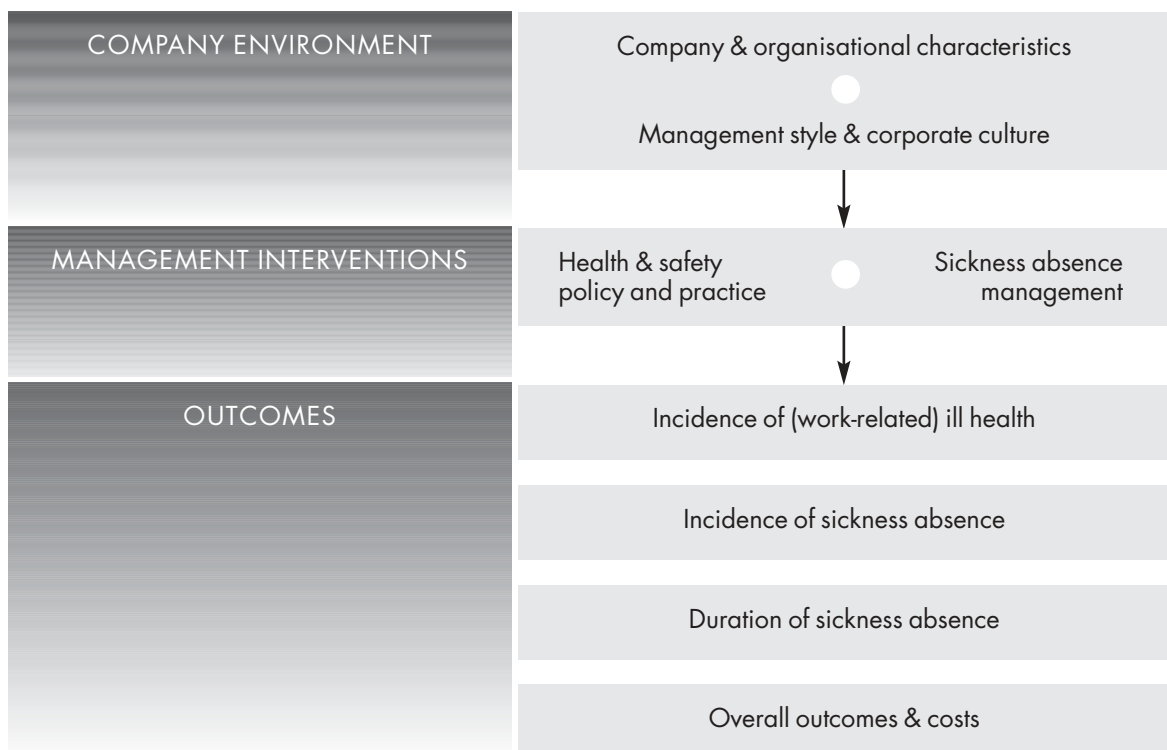 COMPANY ENVIRONMENT
Company & organisational characteristics
Management style & corporate culture
MANAGEMENT INTERVENTIONS
Health & safety
policy and practice
Sickness absence
management
OUTCOMES
Incidence of (work-related) ill health
Incidence of sickness absence
Duration of sickness absence
Overall outcomes & costs